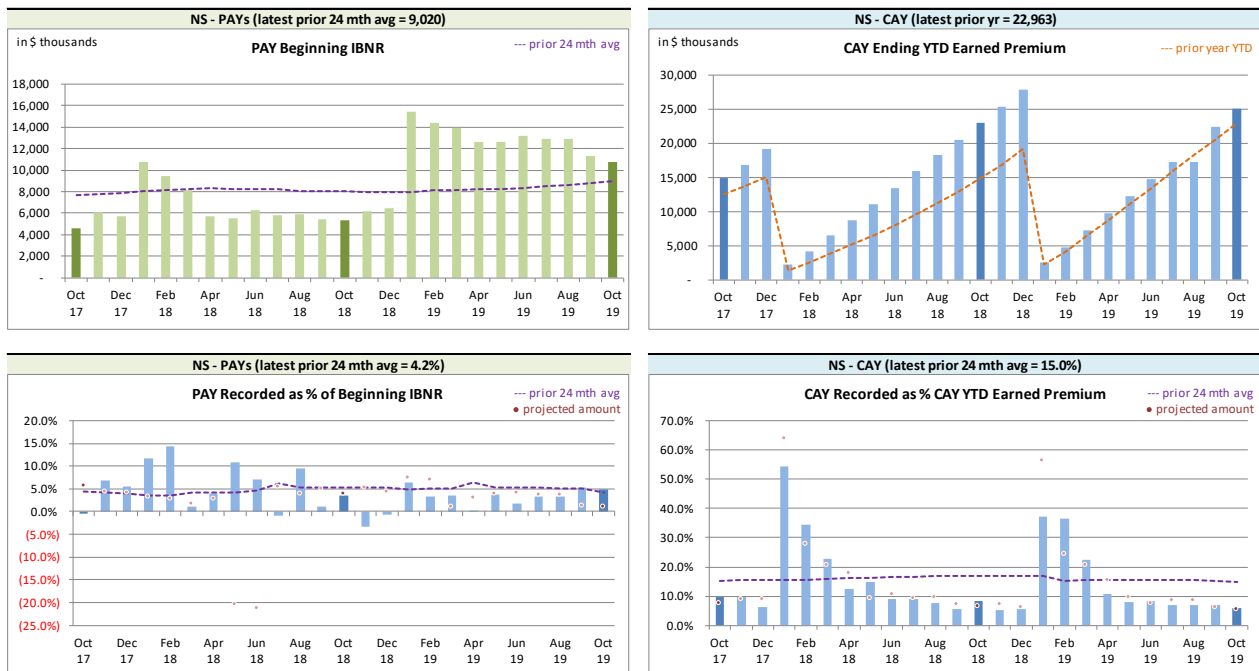 NS - PAYs (latest prior 24 mth avg = 9,020)
in $ thousands
PAY Beginning IBNR
--- prior 24 mth avg
18,000
16,000
14,000
12,000
10,000
8,000
6,000
4,000
2,000
-
Oct Dec Feb Apr Jun Aug Oct Dec Feb Apr Jun Aug Oct
17 17 18 18 18 18 18 18 19 19 19 19 19
NS - CAY (latest prior yr = 22,963)
in $ thousands
CAY Ending YTD Earned Premium
--- prior year YTD
30,000
25,000
20,000
15,000
10,000
5,000
-
Oct Dec Feb Apr Jun Aug Oct Dec Feb Apr Jun Aug Oct
17 17 18 18 18 18 18 18 19 19 19 19 19
NS - PAYs (latest prior 24 mth avg = 4.2%)
PAY Recorded as % of Beginning IBNR
--- prior 24 mth avg
• projected amount
20.0%
15.0%
10.0%
5.0%
0.0%
(5.0%)
(10.0%)
(15.0%)
(20.0%)
(25.0%)
Oct Dec Feb Apr Jun Aug Oct Dec Feb Apr Jun Aug Oct
17 17 18 18 18 18 18 18 19 19 19 19 19
NS - CAY (latest prior 24 mth avg = 15.0%)
CAY Recorded as % CAY YTD Earned Premium
--- prior 24 mth avg
• projected amount
70.0%
60.0%
50.0%
40.0%
30.0%
20.0%
10.0%
0.0%
Oct Dec Feb Apr Jun Aug Oct Dec Feb Apr Jun Aug Oct
17 17 18 18 18 18 18 18 19 19 19 19 19